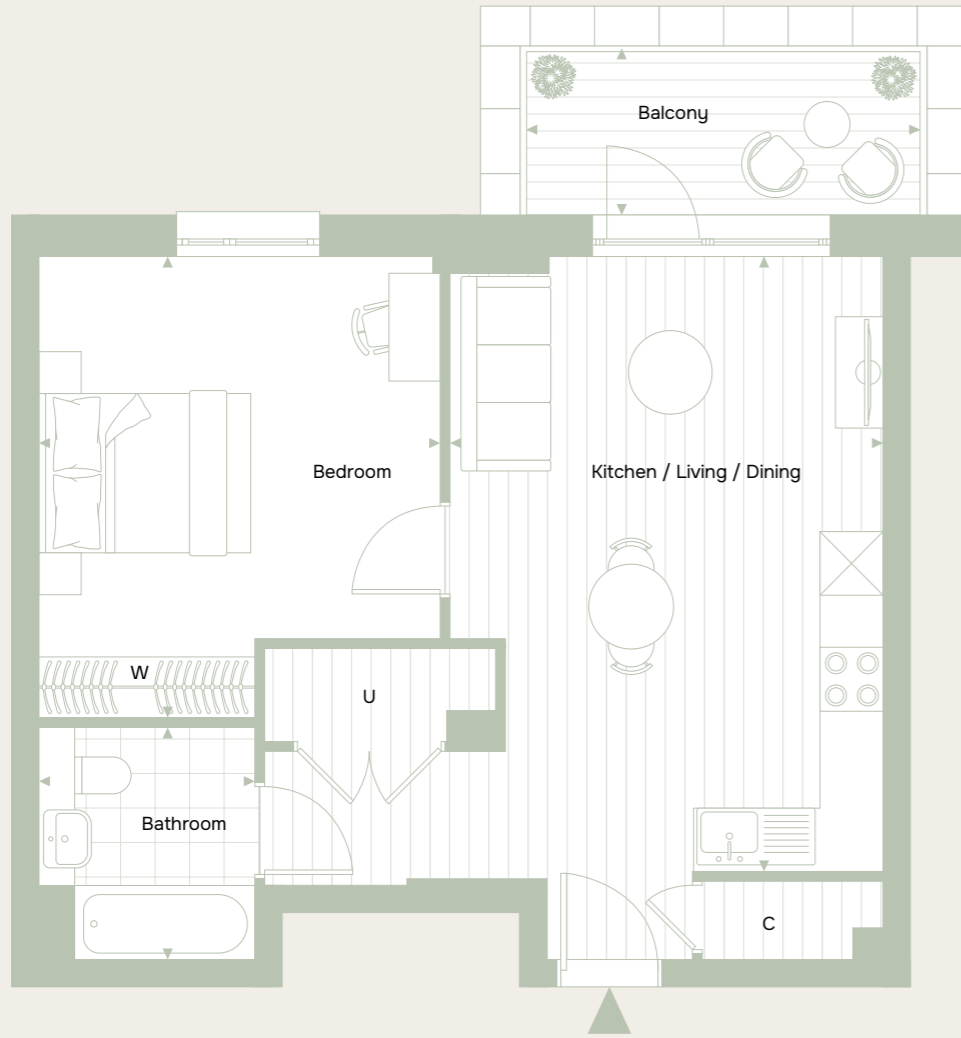 Balcony
Bedroom
Kitchen / Living / Dining
W
U
Bathroom
C